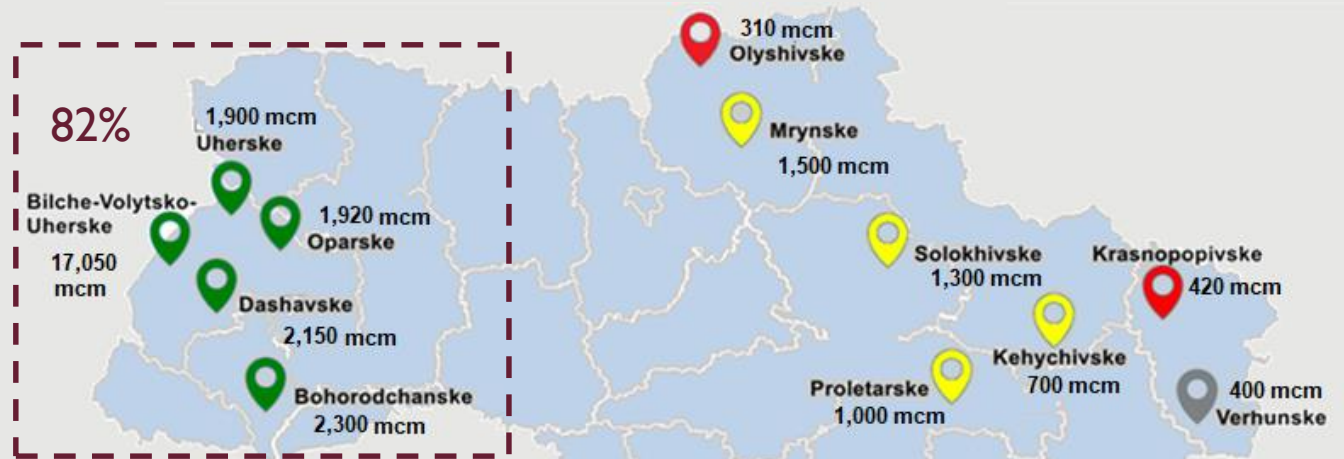 82%
1,900 mcm
Uherske
Bilche-Volytsko-
Uherske
17,050
mcm
1,920 mcm
Oparske
Dashavske
2,150 mcm
Bohorodchanske
2,300 mcm
310 mcm
Olyshivske
Mrynske
1,500 mcm
Solokhivske
1,300 mcm
Krasnopopivske
420 mcm
Kehychivske
700 mcm
Proletarske
1,000 mcm
400 mcm
Verhunske